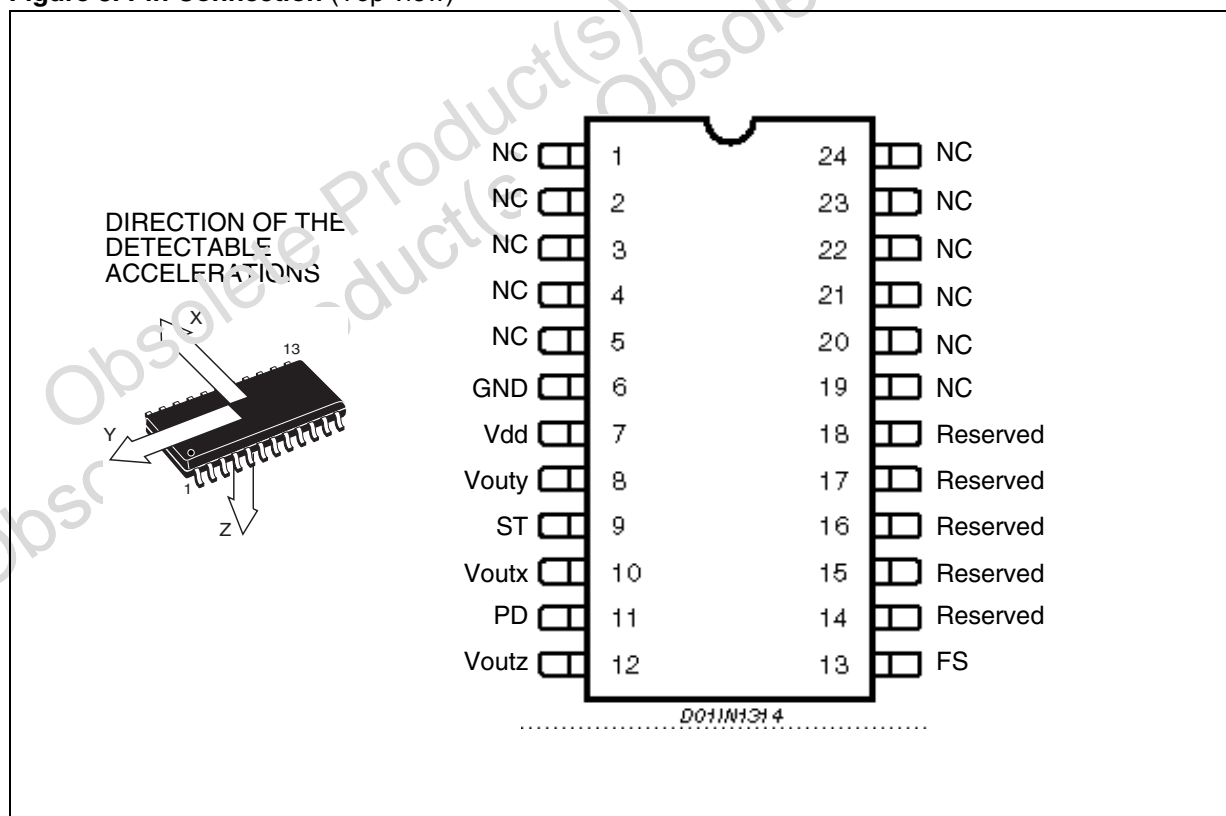 Figure 3. Pin Connection (Top view)
Obsolete Product(s)
DIRECTION OF THE
DETECTABLE
ACCELERATIONS
X
13
Y
1
Z
NC 1 24 NC
NC 2 23 NC
NC 3 22 NC
NC 4 21 NC
NC 5 20 NC
GND 6 19 NC
Vdd 7 18 Reserved
Vouty 8 17 Reserved
ST 9 16 Reserved
Voutx 10 15 Reserved
PD 11 14 Reserved
Voutz 12 13 FS
D01IN1314